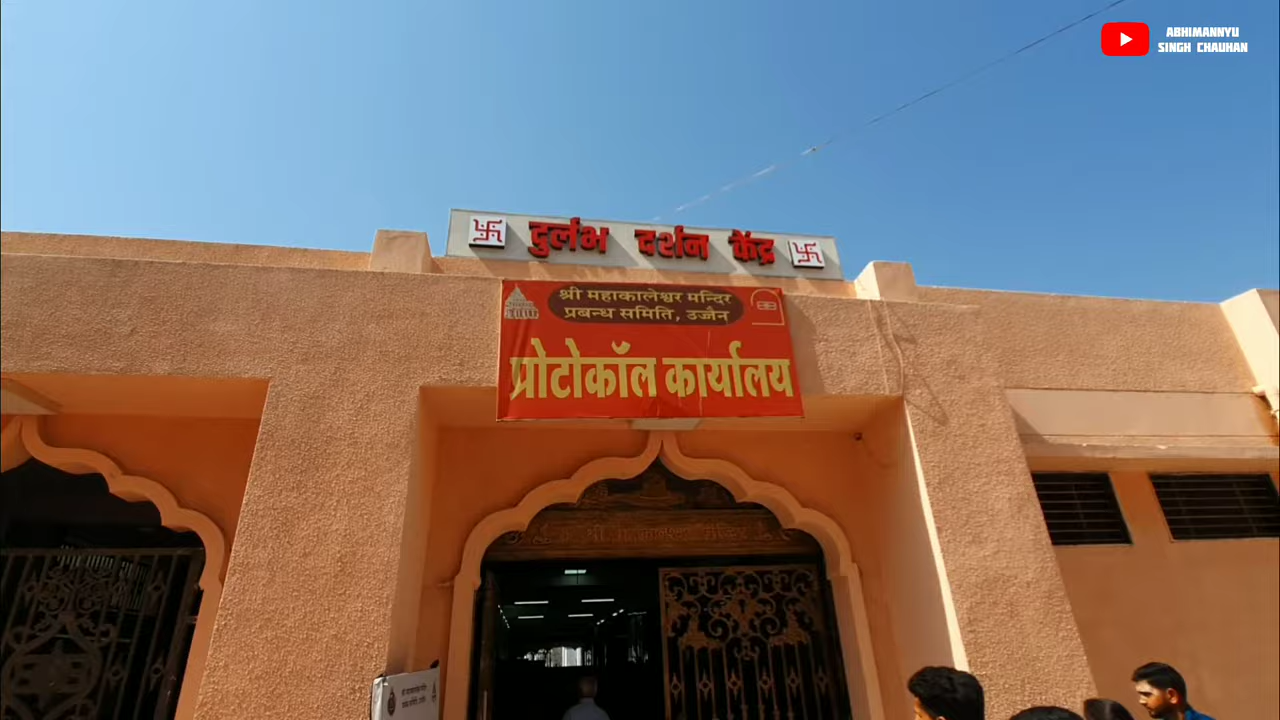 ABHIMANNYU
SINGH CHAUHAN
दुर्लभ दर्शन केंद्र
श्री महाकालेश्वर मन्दिर
प्रबन्ध समिति, उज्जैन
प्रोटोकॉल कार्यालय